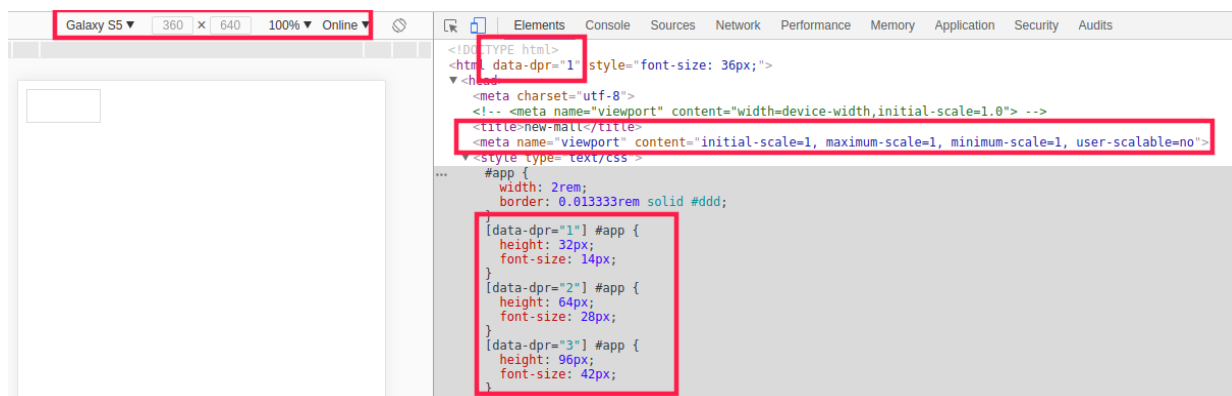 Galaxy S5 ▼ 360 × 640 100% ▼ Online ▼
Elements Console Sources Network Performance Memory Application Security Audits
<!DOCTYPE html>
<html data-dpr="1" style="font-size: 36px;">
▼<head>
<meta charset="utf-8">
<!-- <meta name="viewport" content="width=device-width,initial-scale=1.0"> -->
<title>new-mall</title>
<meta name="viewport" content="initial-scale=1, maximum-scale=1, minimum-scale=1, user-scalable=no">
▼<style type="text/css">
... #app {
width: 2rem;
border: 0.013333rem solid #ddd;
}
[data-dpr="1"] #app {
height: 32px;
font-size: 14px;
}
[data-dpr="2"] #app {
height: 64px;
font-size: 28px;
}
[data-dpr="3"] #app {
height: 96px;
font-size: 42px;
}